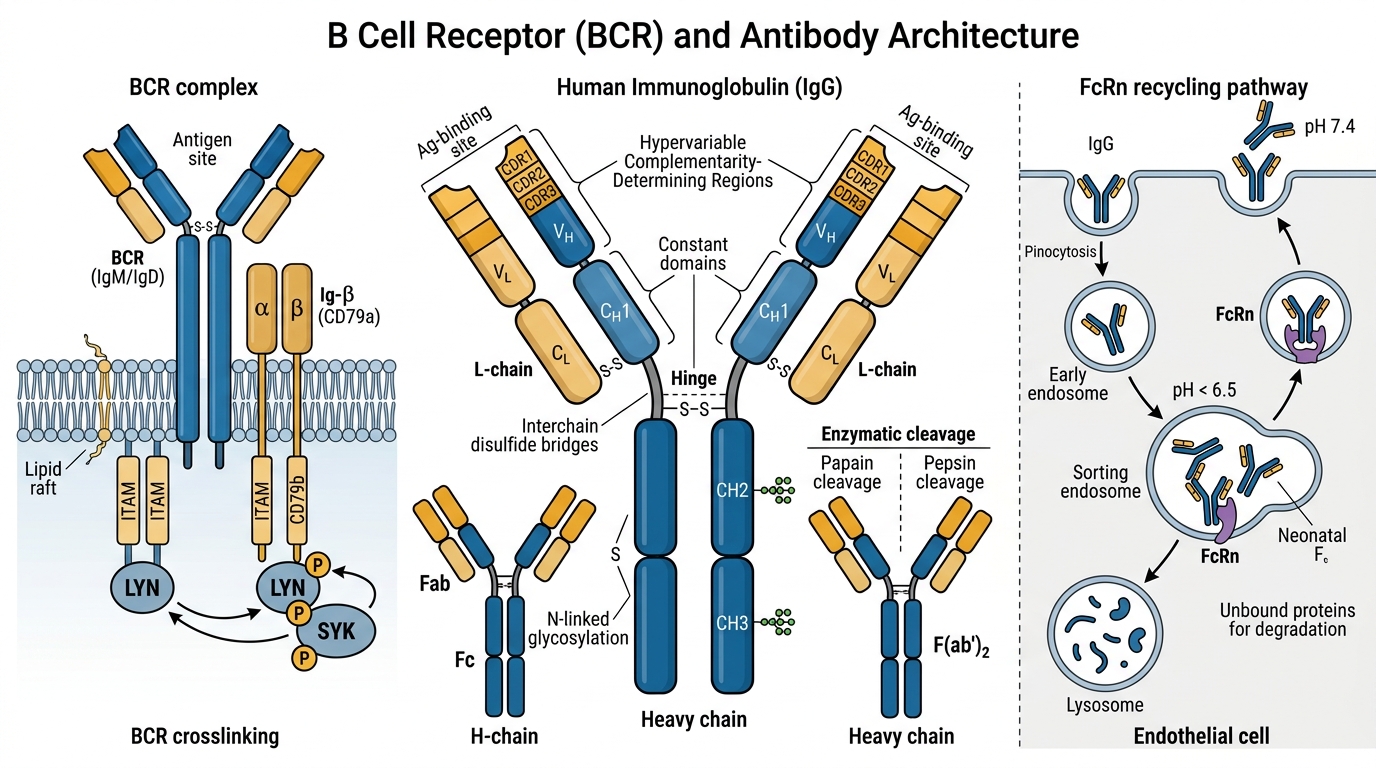 B Cell Receptor (BCR) and Antibody Architecture
BCR complex
Antigen
site
S-S
BCR
(IgM/IgD)
α
β
Ig-β
(CD79a)
Lipid
raft
ITAM
ITAM
ITAM
CD79b
LYN
LYN
P
P
SYK
P
BCR crosslinking
Human Immunoglobulin (IgG)
Ag-binding
site
Ag-binding
site
Hypervariable
Complementarity-
Determining Regions
CDR1
CDR2
CDR3
CDR1
CDR2
CDR3
VH
VH
VL
VL
Constant
domains
CH1
CH1
CL
CL
S-S
S-S
L-chain
L-chain
Hinge
S-S
Interchain
disulfide bridges
CH2
CH3
S
N-linked
glycosylation
Heavy chain
Fab
Fc
H-chain
Enzymatic cleavage
Papain
cleavage
Pepsin
cleavage
F(ab')2
Heavy chain
FcRn recycling pathway
IgG
pH 7.4
Pinocytosis
FcRn
Early
endosome
pH < 6.5
Sorting
endosome
FcRn
Neonatal
Fc
Unbound proteins
for degradation
Lysosome
Endothelial cell